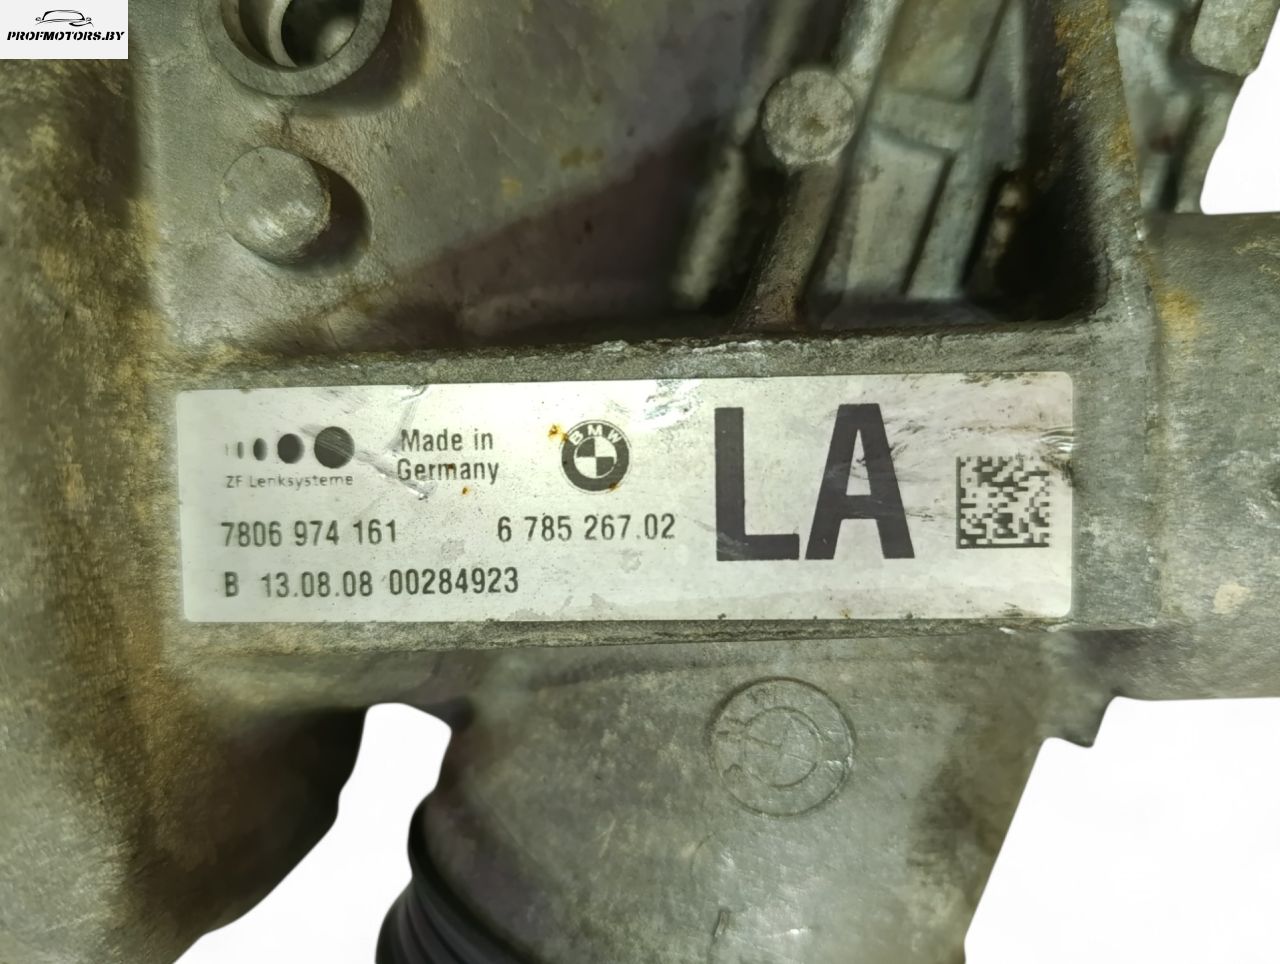 PROFMOTORS.BY
ZF Lenksysteme
Made in
Germany
BMW
LA
7806 974 161
6 785 267.02
B 13.08.08 00284923